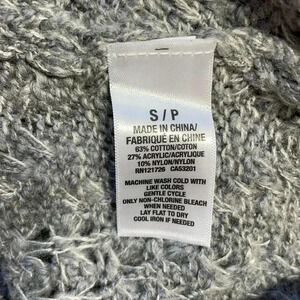 S / P
MADE IN CHINA/
FABRIQUÉ EN CHINE
63% COTTON/COTON
27% ACRYLIC/ACRYLIQUE
10% NYLON/NYLON
RN121726 CA53201
MACHINE WASH COLD WITH
LIKE COLORS
GENTLE CYCLE
ONLY NON-CHLORINE BLEACH
WHEN NEEDED
LAY FLAT TO DRY
COOL IRON IF NEEDED